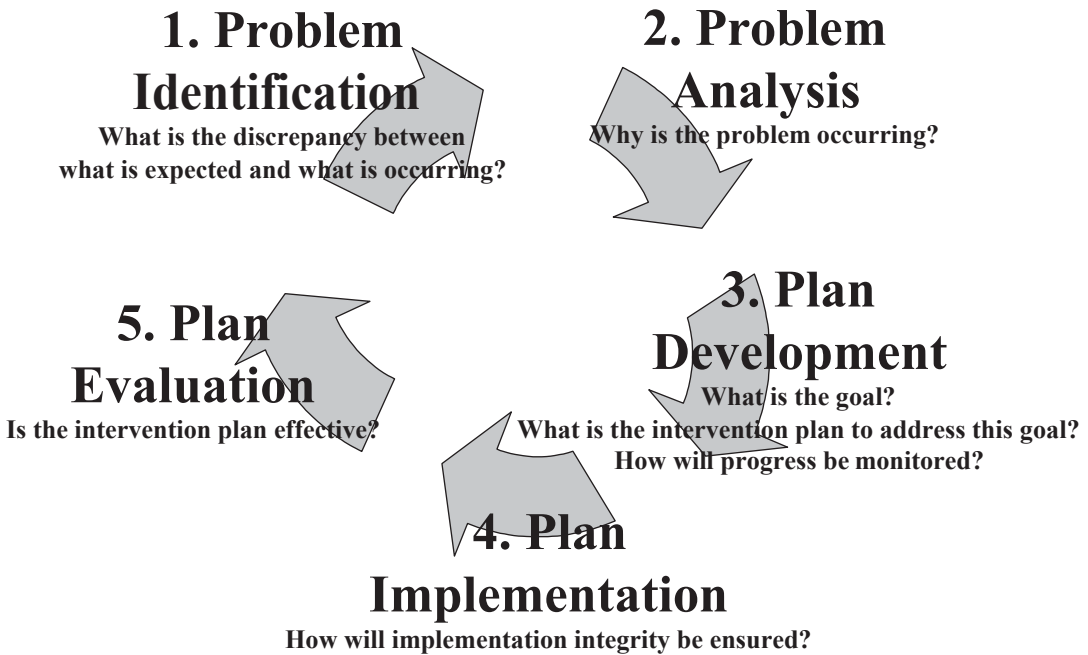 1. Problem
Identification
What is the discrepancy between
what is expected and what is occurring?
2. Problem
Analysis
Why is the problem occurring?
3. Plan
Development
What is the goal?
What is the intervention plan to address this goal?
How will progress be monitored?
4. Plan
Implementation
How will implementation integrity be ensured?
5. Plan
Evaluation
Is the intervention plan effective?